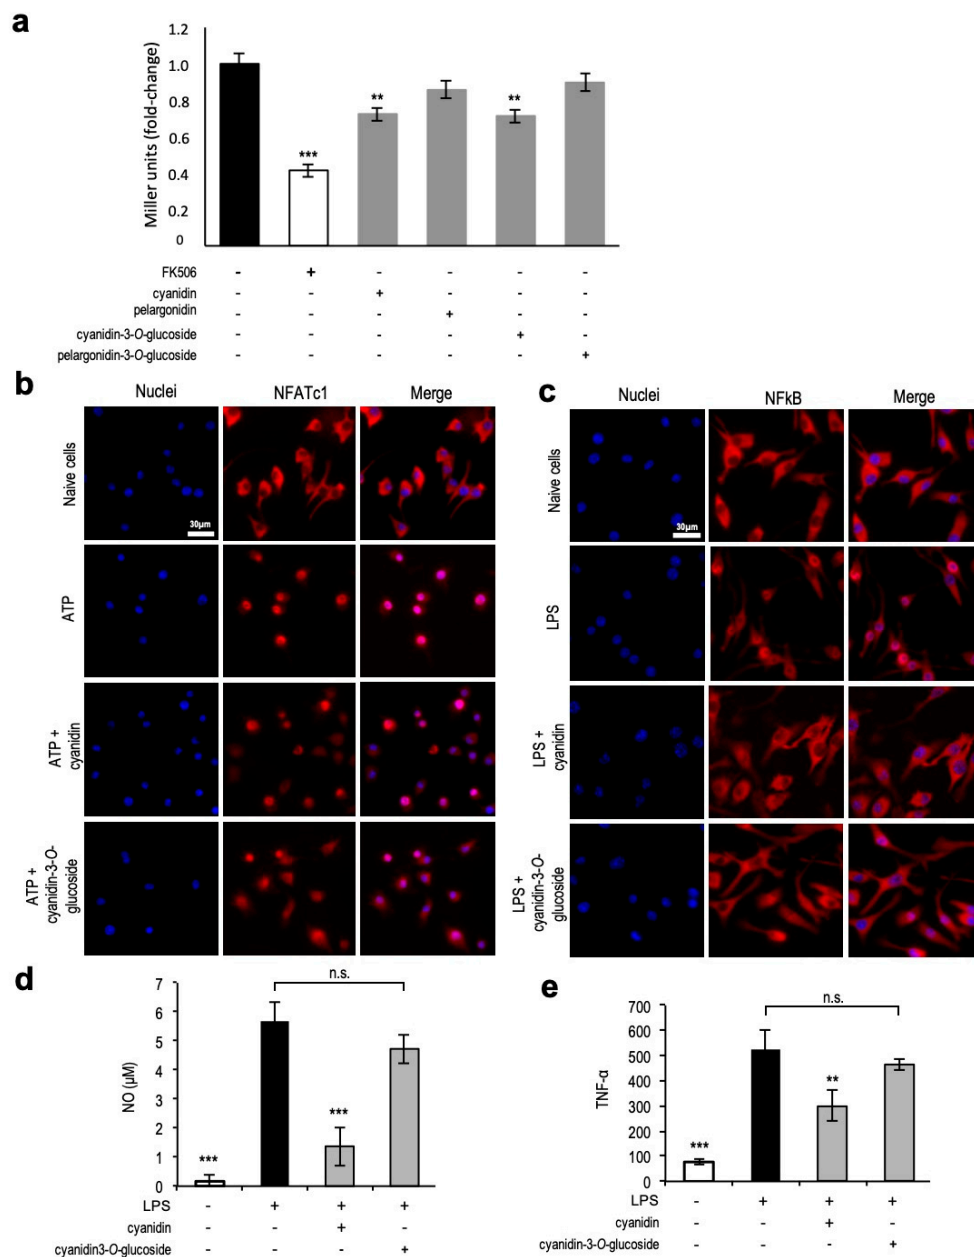 a
Miller units (fold-change)
1.2
1.0
0.8
0.6
0.4
0.2
0
***
**
**
FK506 - + - - - -
cyanidin - - + - - -
pelargonidin - - - + - -
cyanidin-3-O-glucoside - - - - + -
pelargonidin-3-O-glucoside - - - - - +
b
Nuclei NFATc1 Merge
Naive cells
30µm
ATP
ATP +
cyanidin
ATP +
cyanidin-3-O-
glucoside
c
Nuclei NFkB Merge
Naive cells
30µm
LPS
LPS +
cyanidin
LPS +
cyanidin-3-O-
glucoside
d
NO (µM)
7
6
5
4
3
2
1
0
n.s.
***
***
LPS - + + +
cyanidin - - + -
cyanidin3-O-glucoside - - - +
e
TNF-α
700
600
500
400
300
200
100
0
n.s.
***
**
LPS - + + +
cyanidin - - + -
cyanidin-3-O-glucoside - - - +